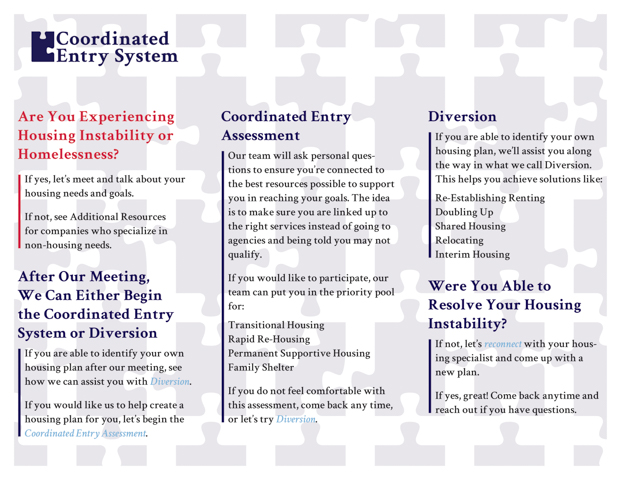 Coordinated
Entry System
Are You Experiencing
Housing Instability or
Homelessness?
If yes, let's meet and talk about your
housing needs and goals.
If not, see Additional Resources
for companies who specialize in
non-housing needs.
After Our Meeting,
We Can Either Begin
the Coordinated Entry
System or Diversion
If you are able to identify your own
housing plan after our meeting, see
how we can assist you with Diversion.
If you would like us to help create a
housing plan for you, let's begin the
Coordinated Entry Assessment.
Coordinated Entry
Assessment
Our team will ask personal ques-
tions to ensure you're connected to
the best resources possible to support
you in reaching your goals. The idea
is to make sure you are linked up to
the right services instead of going to
agencies and being told you may not
qualify.
If you would like to participate, our
team can put you in the priority pool
for:
Transitional Housing
Rapid Re-Housing
Permanent Supportive Housing
Family Shelter
If you do not feel comfortable with
this assessment, come back any time,
or let's try Diversion.
Diversion
If you are able to identify your own
housing plan, we'll assist you along
the way in what we call Diversion.
This helps you achieve solutions like:
Re-Establishing Renting
Doubling Up
Shared Housing
Relocating
Interim Housing
Were You Able to
Resolve Your Housing
Instability?
If not, let's reconnect with your hous-
ing specialist and come up with a
new plan.
If yes, great! Come back anytime and
reach out if you have questions.